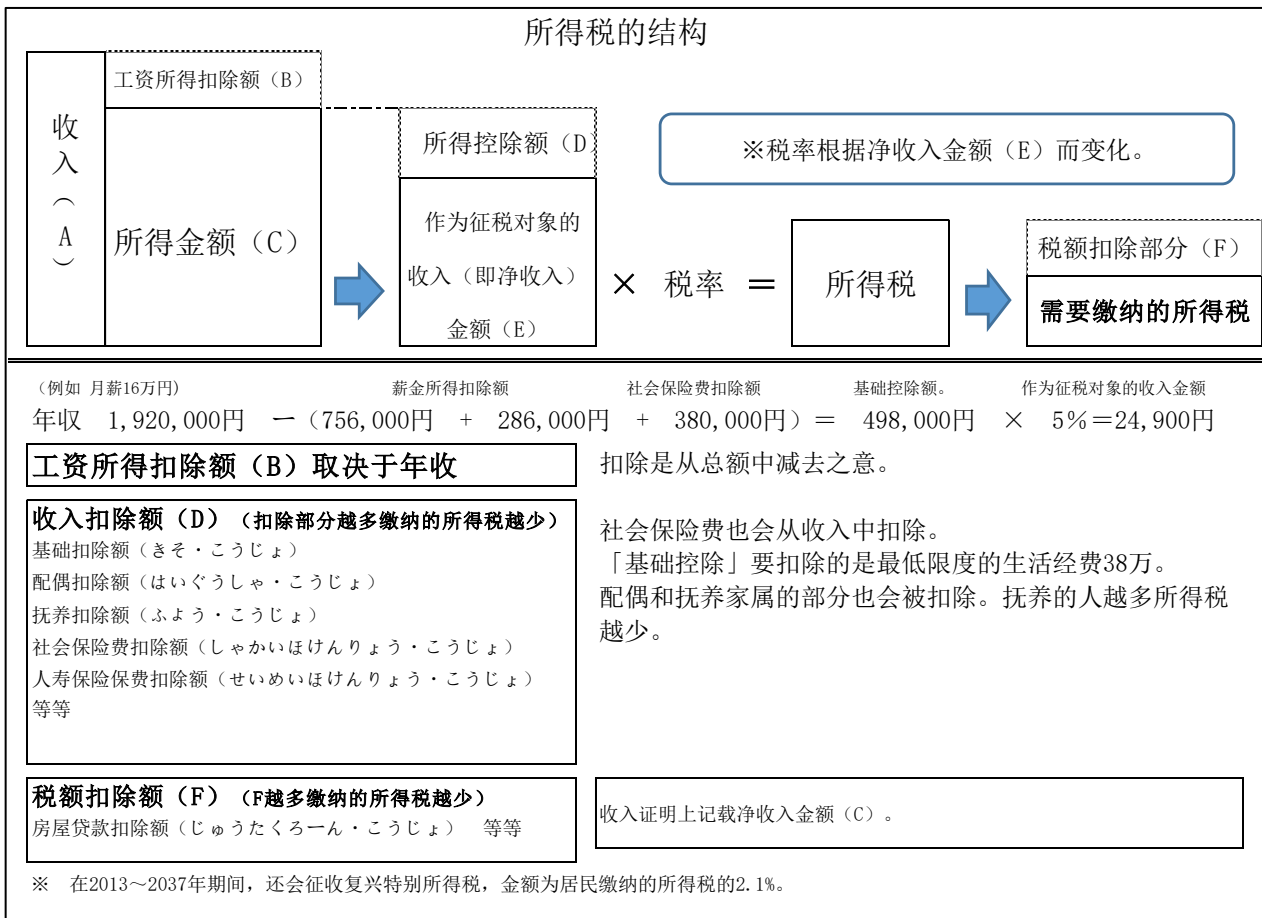 所得税的结构
工资所得扣除额（B）
收入（A）
所得金额（C）
所得控除额（D）
作为征税对象的
收入（即净收入）
金额（E）
※税率根据净收入金额（E）而变化。
× 税率 ＝
所得税
税额扣除部分（F）
需要缴纳的所得税
（例如 月薪16万円） 薪金所得扣除额 社会保险费扣除额 基础控除额。 作为征税对象的收入金额
年収 1,920,000円 －（756,000円 + 286,000円 + 380,000円）＝ 498,000円 × 5％＝24,900円
工资所得扣除额（B）取决于年收
扣除是从总额中减去之意。
收入扣除额（D）（扣除部分越多缴纳的所得税越少）
基础扣除额（きそ・こうじょ）
配偶扣除额（はいぐうしゃ・こうじょ）
抚养扣除额（ふよう・こうじょ）
社会保险费扣除额（しゃかいほけんりょう・こうじょ）
人寿保险保费扣除额（せいめいほけんりょう・こうじょ）
等等
社会保险费也会从收入中扣除。
「基础控除」要扣除的是最低限度的生活经费38万。
配偶和抚养家属的部分也会被扣除。抚养的人越多所得税
越少。
税额扣除额（F）（F越多缴纳的所得税越少）
房屋贷款扣除额（じゅうたくろーん・こうじょ） 等等
收入证明上记载净收入金额（C）。
※ 在2013～2037年期间，还会征收复兴特别所得税，金额为居民缴纳的所得税的2.1%。